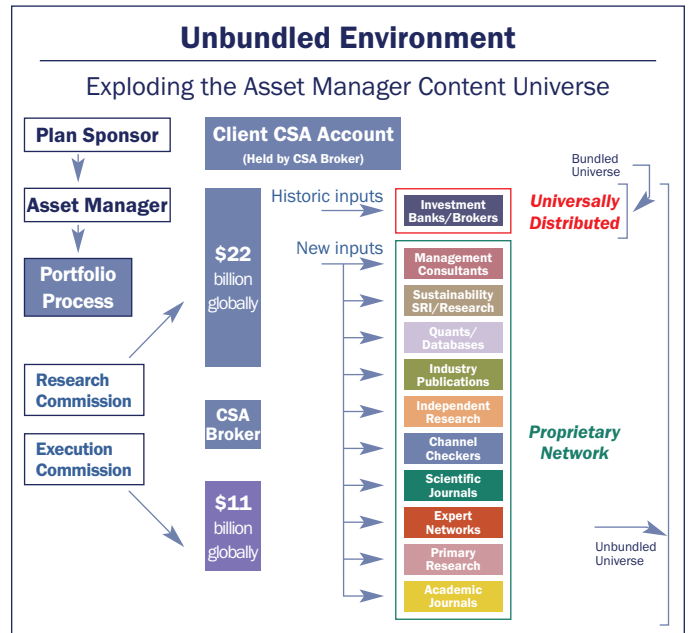 Unbundled Environment
Exploding the Asset Manager Content Universe
Plan Sponsor
Asset Manager
Portfolio
Process
Research
Commission
Execution
Commission
Client CSA Account
(Held by CSA Broker)
$22
billion
globally
CSA
Broker
$11
billion
globally
Historic inputs
New inputs
Investment
Banks/Brokers
Management
Consultants
Sustainability
SRI/Research
Quants/
Databases
Industry
Publications
Independent
Research
Channel
Checkers
Scientific
Journals
Expert
Networks
Primary
Research
Academic
Journals
Bundled
Universe
Universally
Distributed
Proprietary
Network
Unbundled
Universe